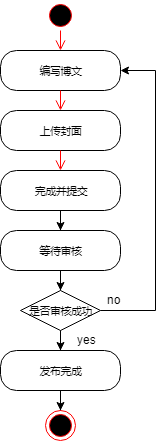 编写博文
上传封面
完成并提交
等待审核
是否审核成功
no
yes
发布完成